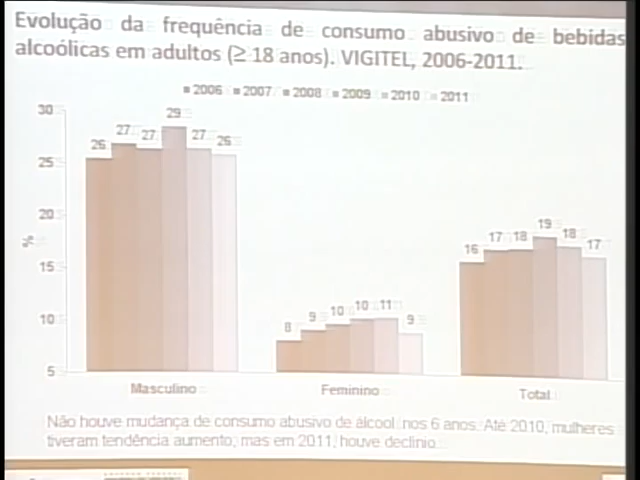 Evolução da frequência de consumo abusivo de bebidas
alcoólicas em adultos (≥ 18 anos). VIGITEL, 2006-2011.
2006 2007 2008 2009 2010 2011
30
25
20
15
10
5
%
26 27 27 29 27 26
8 9 10 10 11 9
16 17 18 19 18 17
Masculino Feminino Total
Não houve mudança de consumo abusivo de álcool nos 6 anos. Até 2010, mulheres
tiveram tendência aumento, mas em 2011, houve declínio.